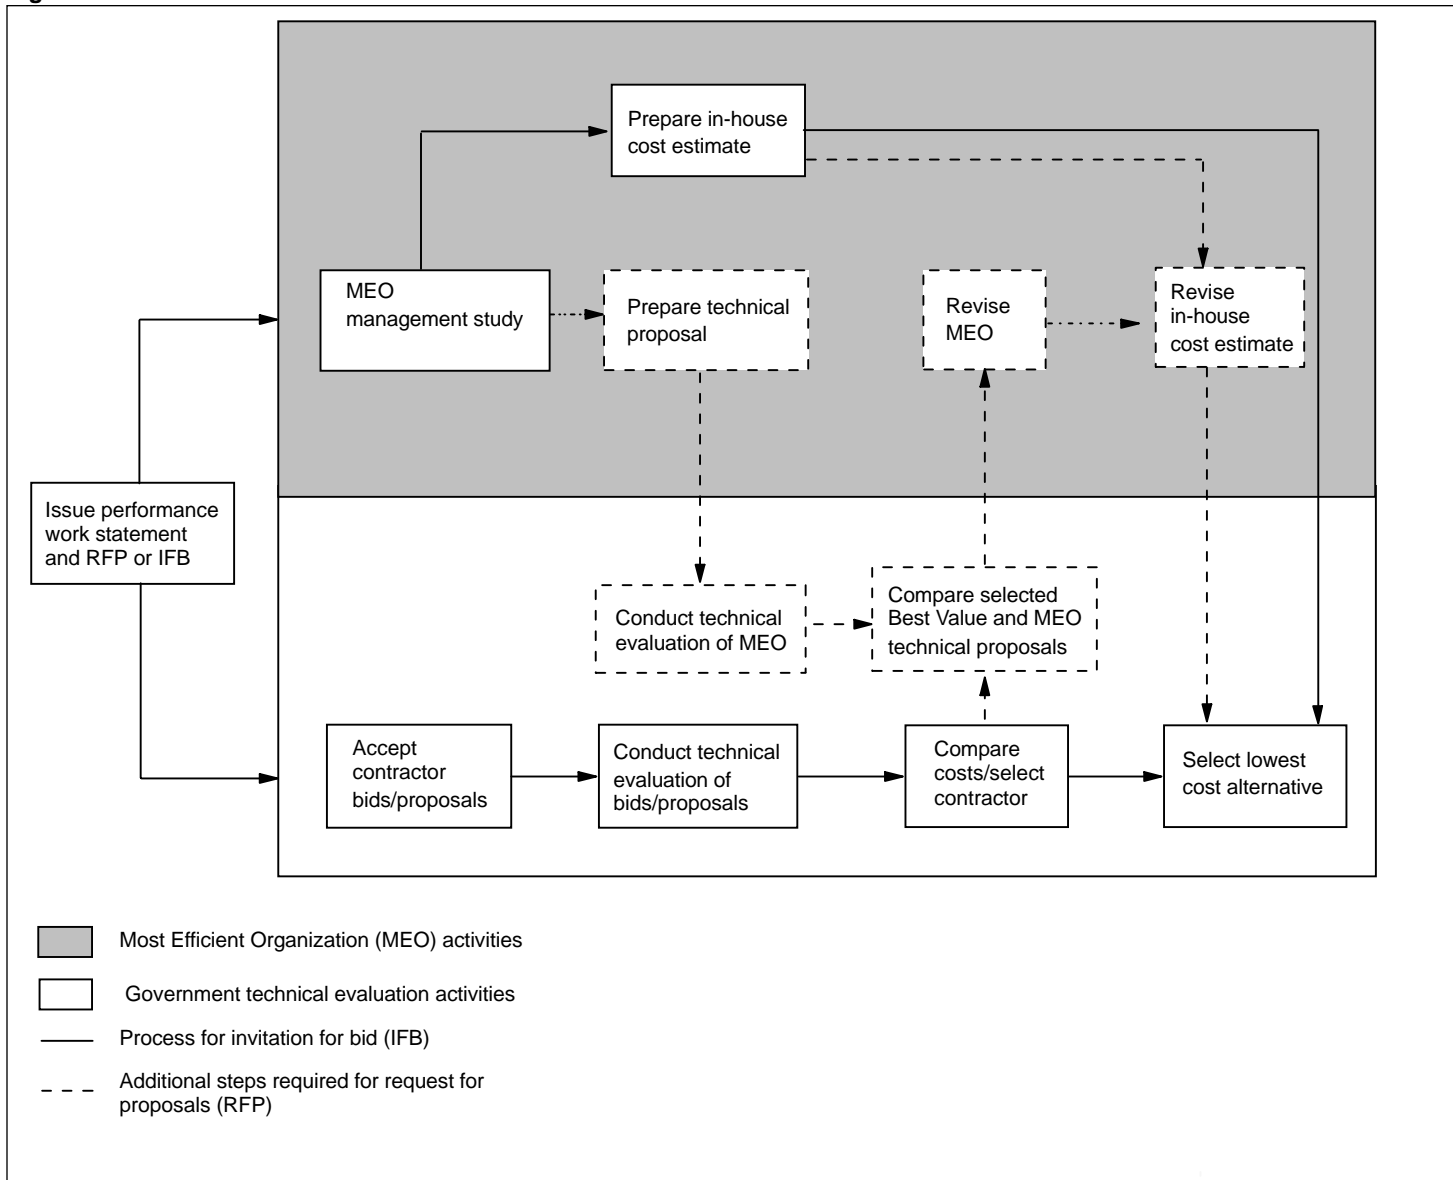 Prepare in-house
cost estimate
MEO
management study
Prepare technical
proposal
Revise
MEO
Revise
in-house
cost estimate
Issue performance
work statement
and RFP or IFB
Conduct technical
evaluation of MEO
Compare selected
Best Value and MEO
technical proposals
Accept
contractor
bids/proposals
Conduct technical
evaluation of
bids/proposals
Compare
costs/select
contractor
Select lowest
cost alternative
Most Efficient Organization (MEO) activities
Government technical evaluation activities
Process for invitation for bid (IFB)
Additional steps required for request for
proposals (RFP)